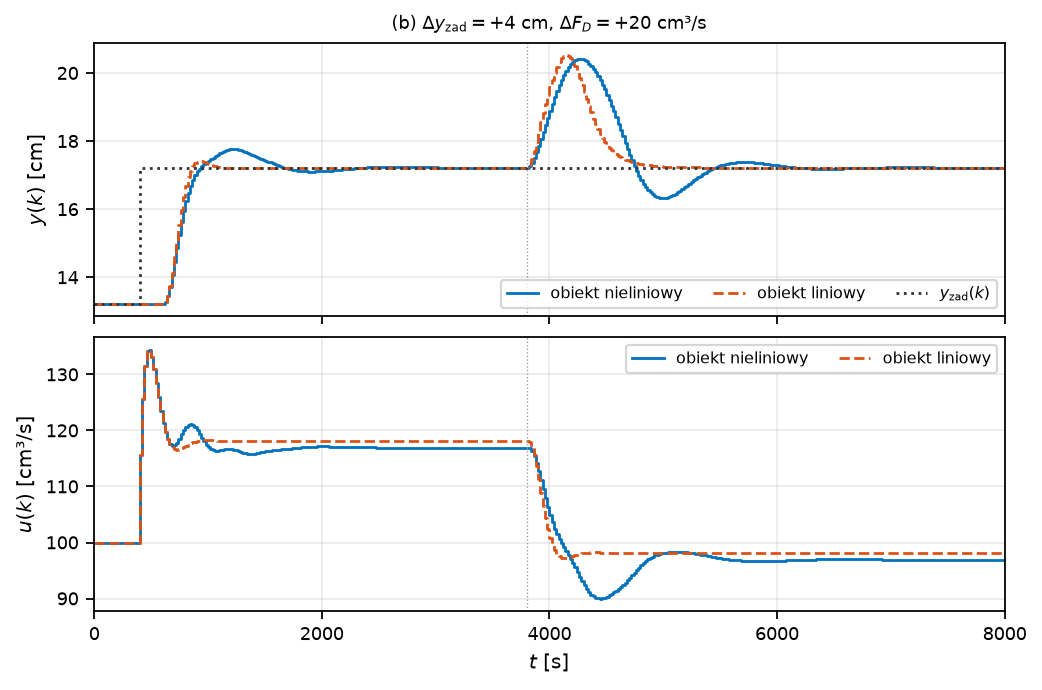 (b) Δy_zad = +4 cm, ΔF_D = +20 cm³/s
20
18
16
14
y(k) [cm]
obiekt nieliniowy obiekt liniowy y_zad(k)
obiekt nieliniowy obiekt liniowy
130
120
110
100
90
u(k) [cm³/s]
0 2000 4000 6000 8000
t [s]